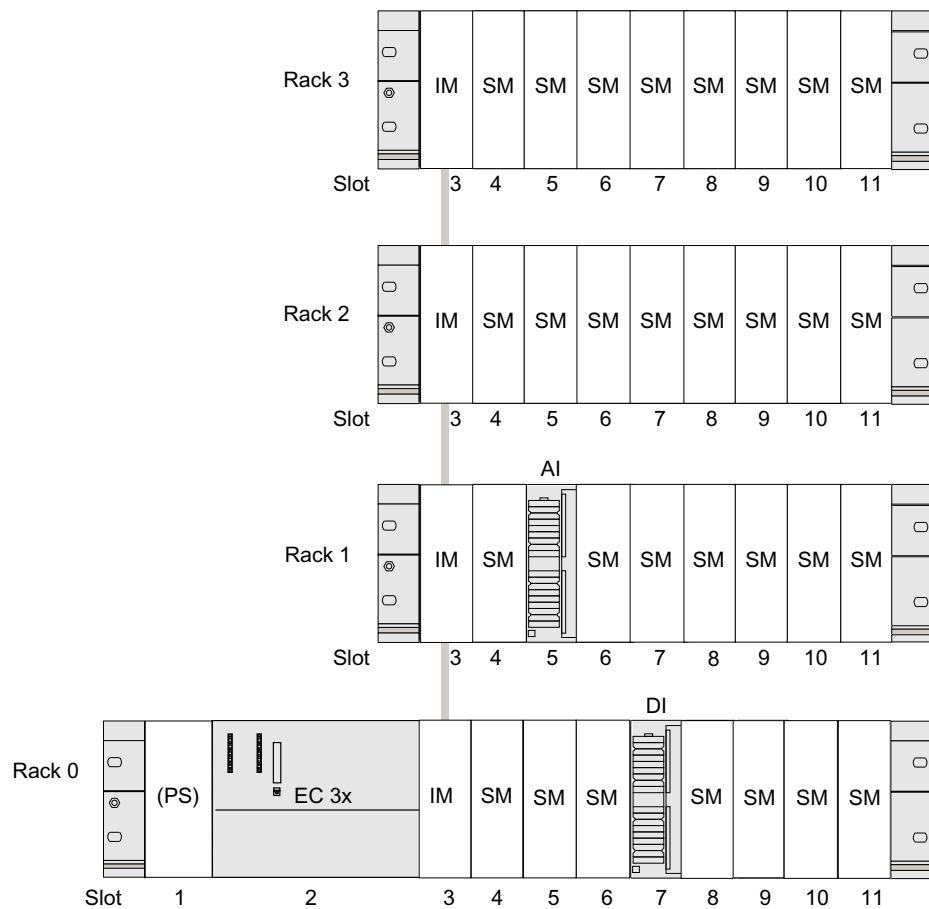 Rack 3
IM SM SM SM SM SM SM SM SM
Slot 3 4 5 6 7 8 9 10 11
Rack 2
IM SM SM SM SM SM SM SM SM
Slot 3 4 5 6 7 8 9 10 11
AI
Rack 1
IM SM SM SM SM SM SM SM
Slot 3 4 5 6 7 8 9 10 11
DI
Rack 0
(PS) EC 3x IM SM SM SM SM SM SM SM
Slot 1 2 3 4 5 6 7 8 9 10 11